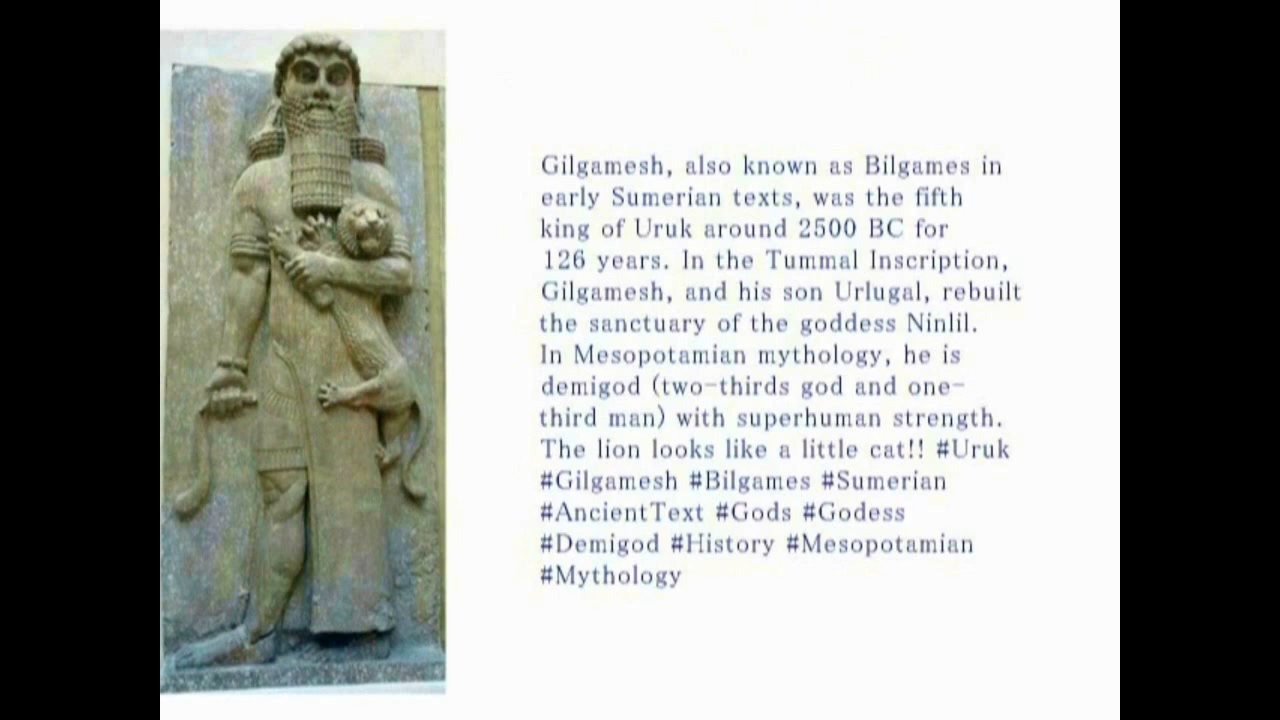 Gilgamesh, also known as Bilgames in
early Sumerian texts, was the fifth
king of Uruk around 2500 BC for
126 years. In the Tummal Inscription,
Gilgamesh, and his son Urlugal, rebuilt
the sanctuary of the goddess Ninlil.
In Mesopotamian mythology, he is
demigod (two-thirds god and one-
third man) with superhuman strength.
The lion looks like a little cat!! #Uruk
#Gilgamesh #Bilgames #Sumerian
#AncientText #Gods #Godess
#Demigod #History #Mesopotamian
#Mythology